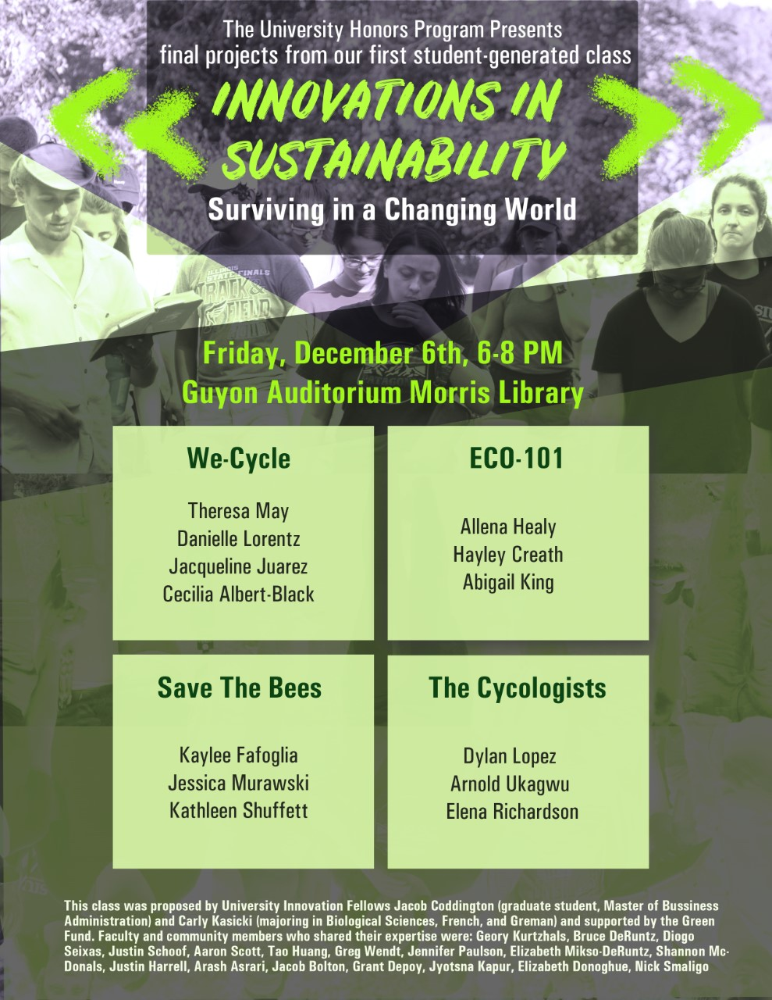 The University Honors Program Presents
final projects from our first student-generated class
INNOVATIONS IN
SUSTAINABILITY
Surviving in a Changing World
ILLINOIS
STATE FINALS
TRACK &
FIELD
Friday, December 6th, 6-8 PM
Guyon Auditorium Morris Library
We-Cycle
Theresa May
Danielle Lorentz
Jacqueline Juarez
Cecilia Albert-Black
ECO-101
Allena Healy
Hayley Creath
Abigail King
Save The Bees
Kaylee Fafoglia
Jessica Murawski
Kathleen Shuffett
The Cycologists
Dylan Lopez
Arnold Ukagwu
Elena Richardson
This class was proposed by University Innovation Fellows Jacob Coddington (graduate student, Master of Bussiness
Administration) and Carly Kasicki (majoring in Biological Sciences, French, and Greman) and supported by the Green
Fund. Faculty and community members who shared their expertise were: Geory Kurtzhals, Bruce DeRuntz, Diogo
Seixas, Justin Schoof, Aaron Scott, Tao Huang, Greg Wendt, Jennifer Paulson, Elizabeth Mikso-DeRuntz, Shannon Mc-
Donals, Justin Harrell, Arash Asrari, Jacob Bolton, Grant Depoy, Jyotsna Kapur, Elizabeth Donoghue, Nick Smaligo